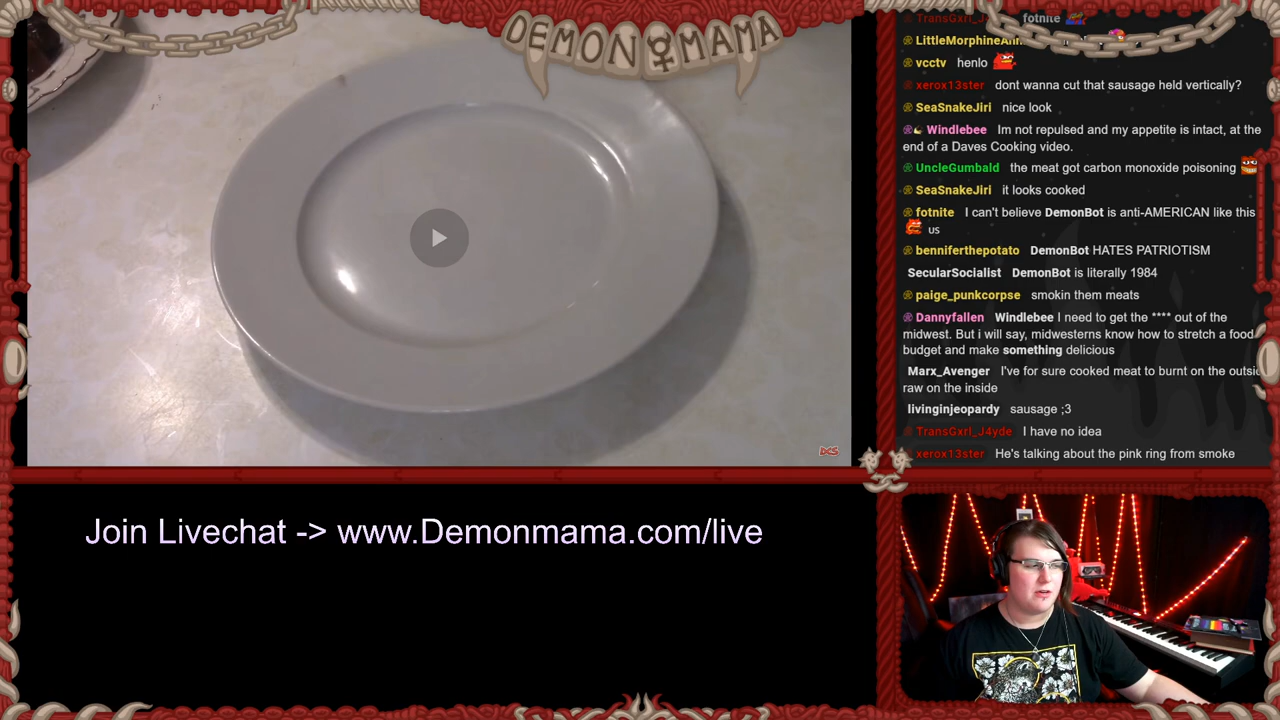 DEMON MAMA
TransGxrl_J fotnite
LittleMorphineAnn
vcctv henlo
xerox13ster dont wanna cut that sausage held vertically?
SeaSnakeJiri nice look
Windlebee Im not repulsed and my appetite is intact, at the
end of a Daves Cooking video.
UncleGumbald the meat got carbon monoxide poisoning
SeaSnakeJiri it looks cooked
fotnite I can't believe DemonBot is anti-AMERICAN like this
us
benniferthepotato DemonBot HATES PATRIOTISM
SecularSocialist DemonBot is literally 1984
paige_punkcorpse smokin them meats
Dannyfallen Windlebee I need to get the **** out of the
midwest. But i will say, midwesterns know how to stretch a food
budget and make something delicious
Marx_Avenger I've for sure cooked meat to burnt on the outsid
raw on the inside
livinginjeopardy sausage ;3
TransGxrl_J4yde I have no idea
xerox13ster He's talking about the pink ring from smoke
DCS
Join Livechat -> www.Demonmama.com/live